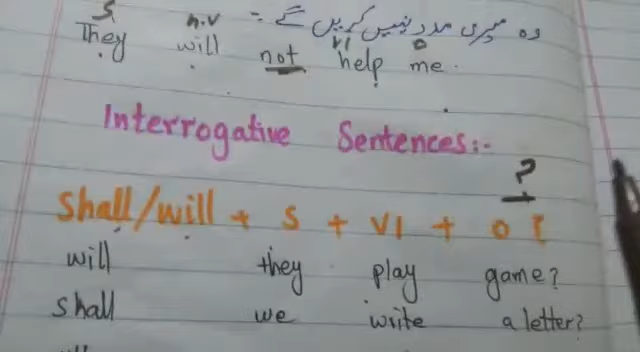 S h.v وہ میری مدد نہیں کریں گے =
V1 O
They will not help me.
Interrogative Sentences:-
?
Shall/will + S + V1 + O ?
will they play game?
shall we write a letter?